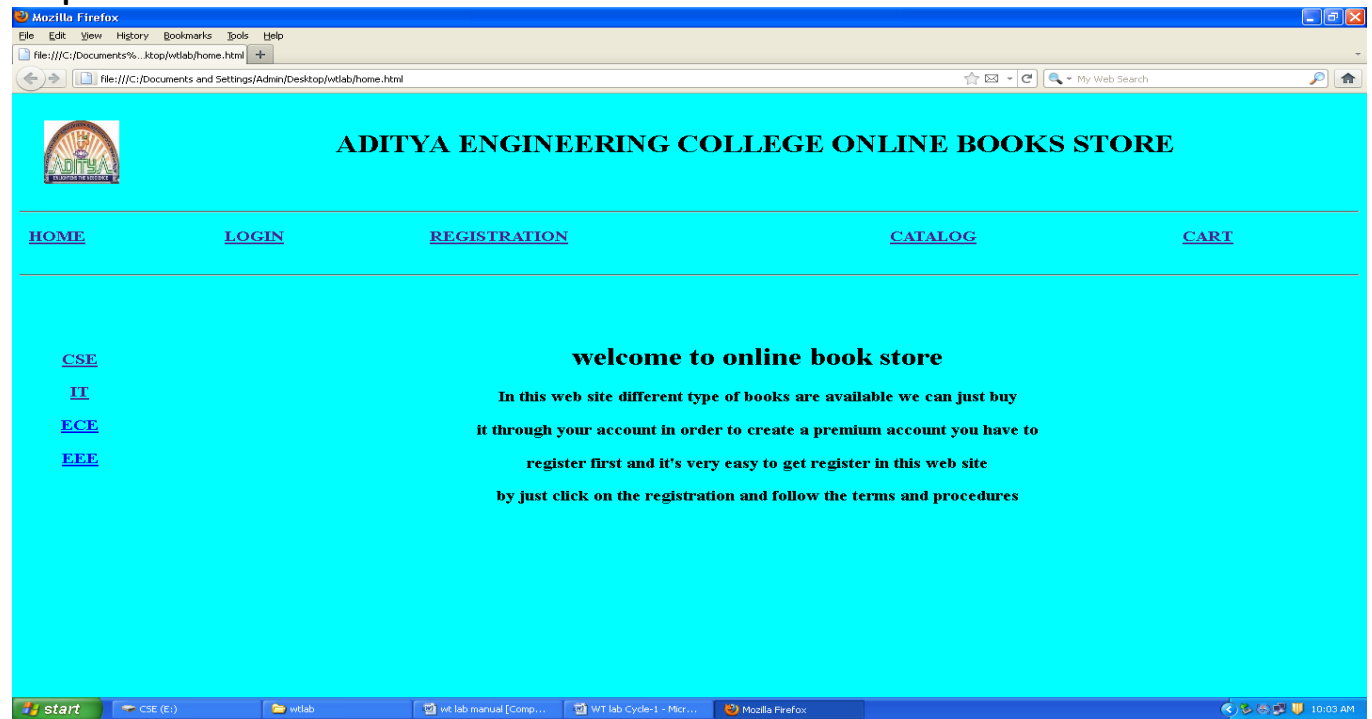 Mozilla Firefox
File Edit View History Bookmarks Tools Help
file:///C:/Documents%...ktop/wtlab/home.html +
file:///C:/Documents and Settings/Admin/Desktop/wtlab/home.html My Web Search
ADITYA
ADITYA ENGINEERING COLLEGE ONLINE BOOKS STORE
HOME LOGIN REGISTRATION CATALOG CART
CSE
IT
ECE
EEE
welcome to online book store
In this web site different type of books are available we can just buy
it through your account in order to create a premium account you have to
register first and it's very easy to get register in this web site
by just click on the registration and follow the terms and procedures
start CSE (E:) wtlab wt lab manual [Comp... WT lab Cycle-1 - Micr... Mozilla Firefox 10:03 AM